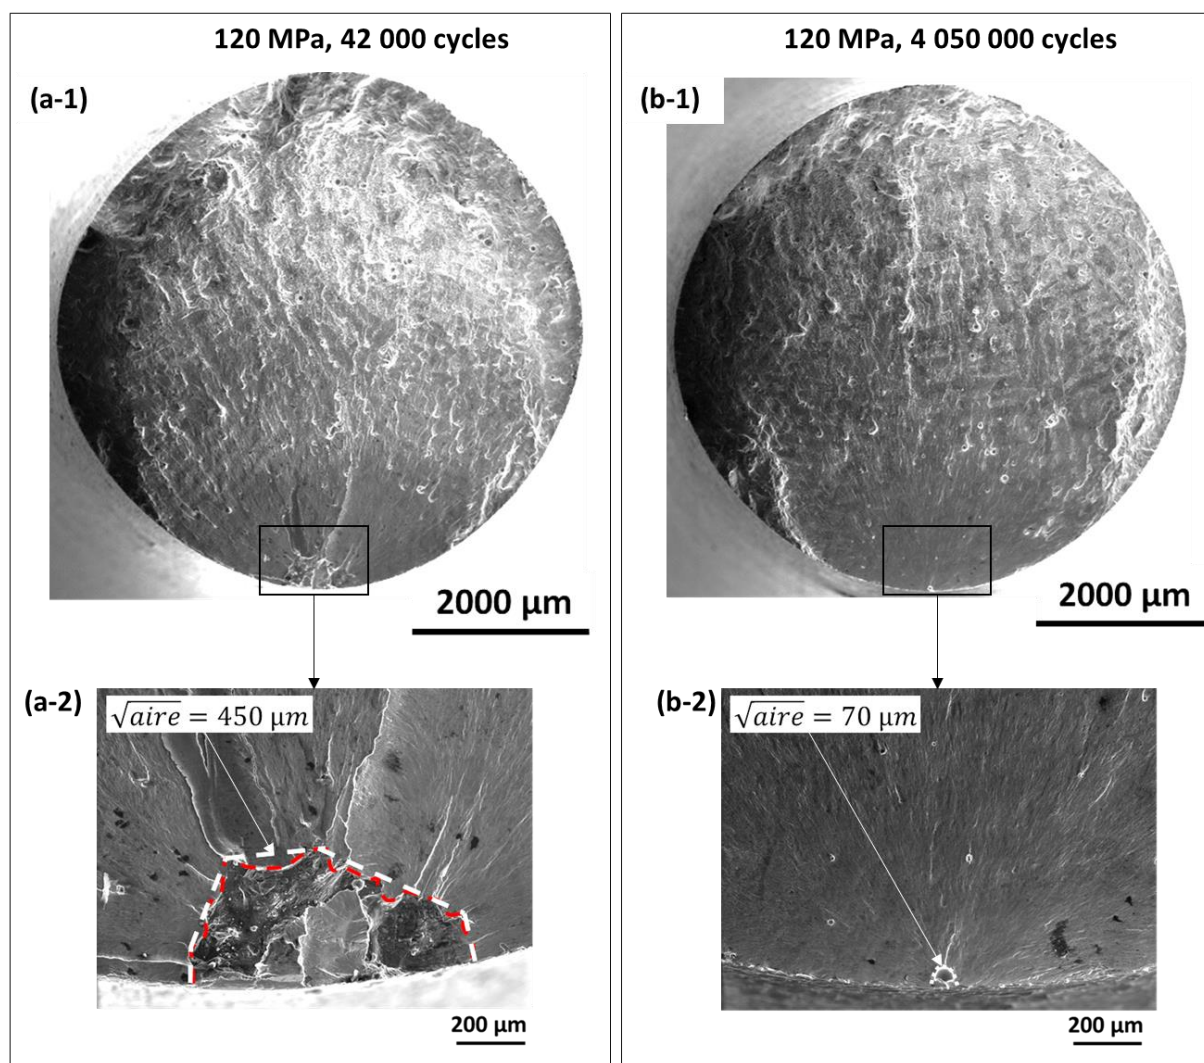 120 MPa, 42 000 cycles
(a-1)
2000 µm
(a-2)
√aire = 450 µm
200 µm
120 MPa, 4 050 000 cycles
(b-1)
2000 µm
(b-2)
√aire = 70 µm
200 µm